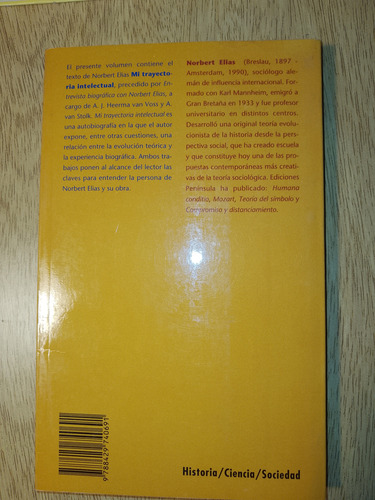 El presente volumen contiene el
texto de Norbert Elias Mi trayecto-
ria intelectual, precedido por En-
trevista biográfica con Norbert Elias, a
cargo de A. J. Heerma van Voss y A.
van Stolk. Mi trayectoria intelectual es
una autobiografía en la que el autor
expone, entre otras cuestiones, una
relación entre la evolución teórica y
la experiencia biográfica. Ambos tra-
bajos ponen al alcance del lector las
claves para entender la persona de
Norbert Elias y su obra.
Norbert Elias (Breslau, 1897 -
Amsterdam, 1990), sociólogo ale-
mán de influencia internacional. For-
mado con Karl Mannheim, emigró a
Gran Bretaña en 1933 y fue profesor
universitario en distintos centros.
Desarrolló una original teoría evolu-
cionista de la historia desde la pers-
pectiva social, que ha creado escuela
y que constituye hoy una de las pro-
puestas contemporáneas más creati-
vas de la teoría sociológica. Ediciones
Península ha publicado: Humana
conditio, Mozart, Teoría del símbolo y
Compromiso y distanciamiento.
9 788429 740691
Historia/Ciencia/Sociedad